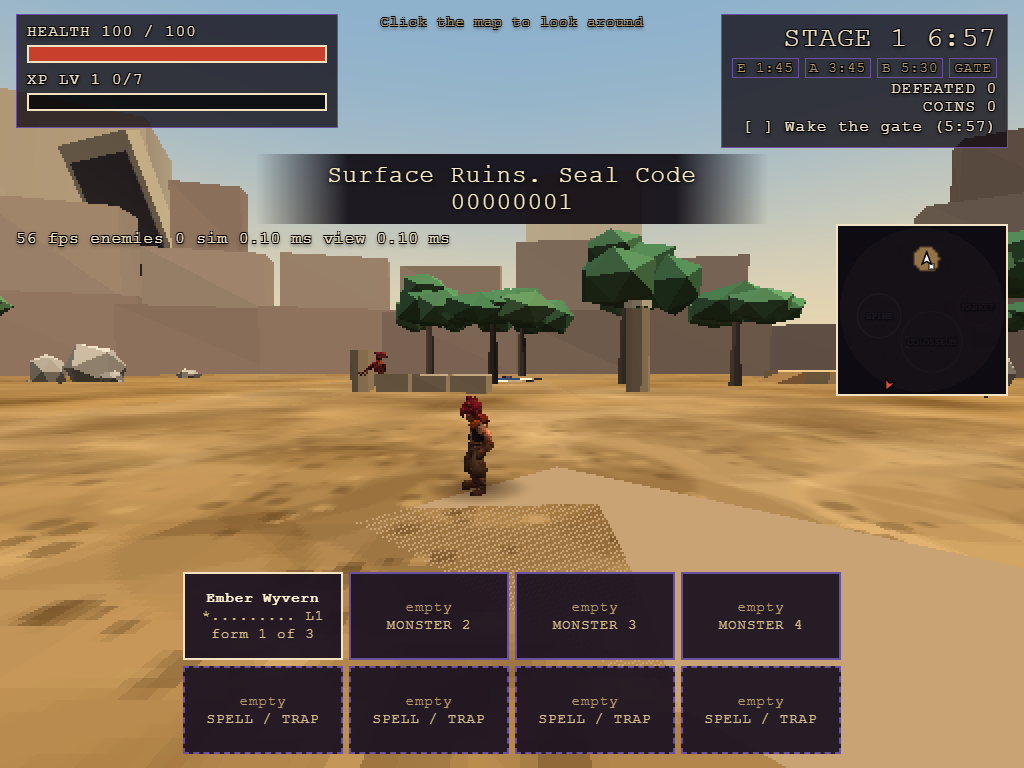 HEALTH 100 / 100
XP LV 1 0/7
Click the map to look around
STAGE 1 6:57
E 1:45 A 3:45 B 5:30 GATE
DEFEATED 0
COINS 0
[ ] Wake the gate (5:57)
Surface Ruins. Seal Code
00000001
56 fps enemies 0 sim 0.10 ms view 0.10 ms
Ember Wyvern
*......... L1
form 1 of 3
empty
MONSTER 2
empty
MONSTER 3
empty
MONSTER 4
empty
SPELL / TRAP
empty
SPELL / TRAP
empty
SPELL / TRAP
empty
SPELL / TRAP